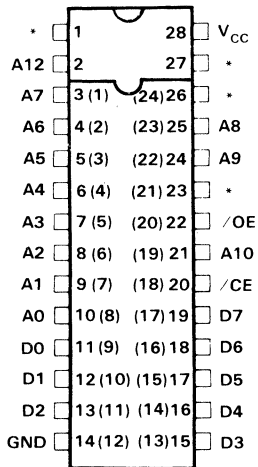 * 1 28 VCC
A12 2 27 *
A7 3 (1) (24) 26 *
A6 4 (2) (23) 25 A8
A5 5 (3) (22) 24 A9
A4 6 (4) (21) 23 *
A3 7 (5) (20) 22 /OE
A2 8 (6) (19) 21 A10
A1 9 (7) (18) 20 /CE
A0 10 (8) (17) 19 D7
D0 11 (9) (16) 18 D6
D1 12 (10) (15) 17 D5
D2 13 (11) (14) 16 D4
GND 14 (12) (13) 15 D3